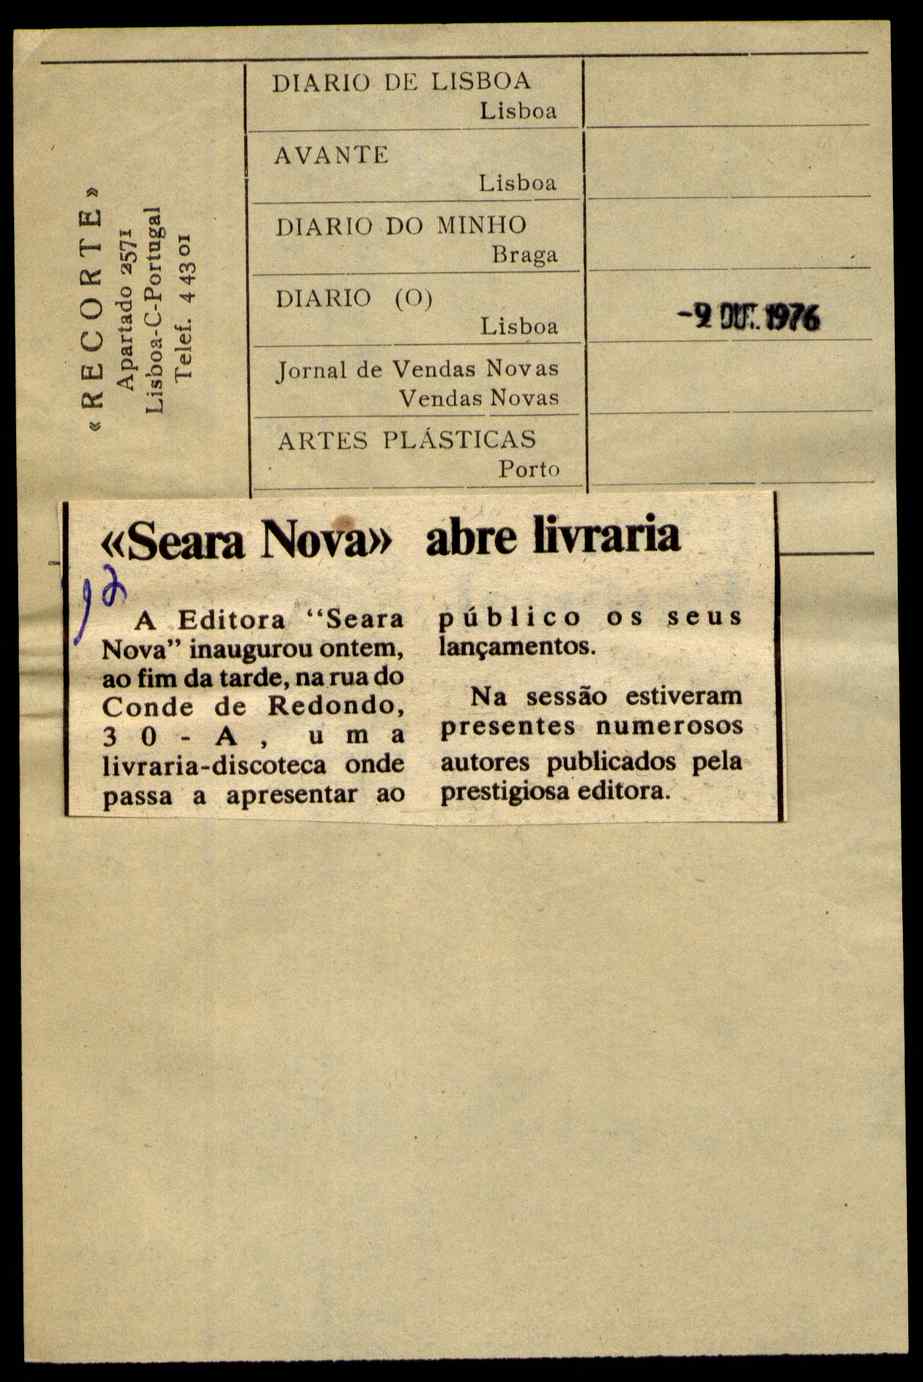 «RECORTE»
Apartado 2571
Lisboa-C-Portugal
Telef. 4 43 01
DIARIO DE LISBOA
Lisboa
AVANTE
Lisboa
DIARIO DO MINHO
Braga
DIARIO (O)
Lisboa
-9 OUT. 1976
Jornal de Vendas Novas
Vendas Novas
ARTES PLÁSTICAS
Porto
«Seara Nova» abre livraria
A Editora “Seara
Nova” inaugurou ontem,
ao fim da tarde, na rua do
Conde de Redondo,
30-A, uma
livraria-discoteca onde
passa a apresentar ao
público os seus
lançamentos.
Na sessão estiveram
presentes numerosos
autores publicados pela
prestigiosa editora.